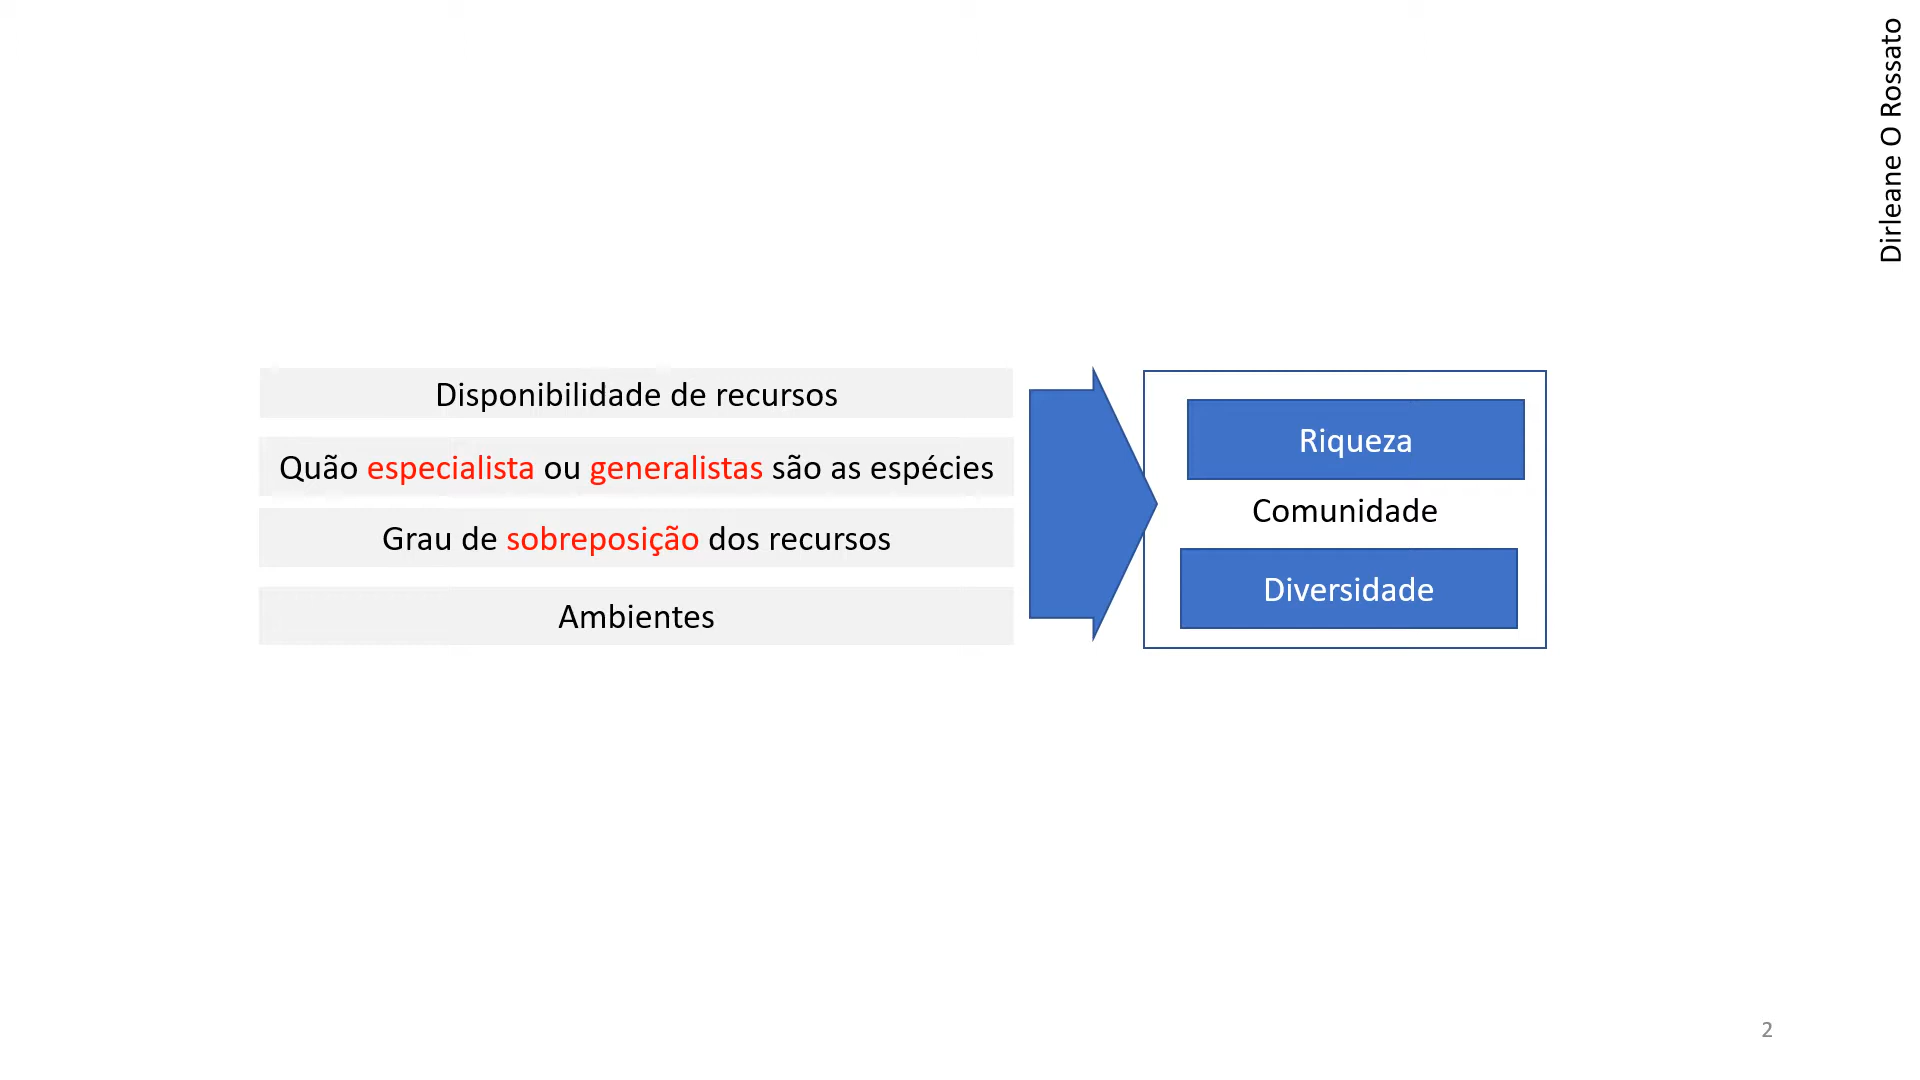 Dirleane O Rossato
Disponibilidade de recursos
Quão especialista ou generalistas são as espécies
Grau de sobreposição dos recursos
Ambientes
Riqueza
Comunidade
Diversidade
2